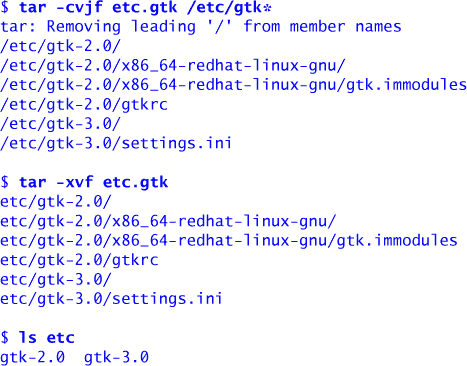 $ tar -cvjf etc.gtk /etc/gtk*
tar: Removing leading '/' from member names
/etc/gtk-2.0/
/etc/gtk-2.0/x86_64-redhat-linux-gnu/
/etc/gtk-2.0/x86_64-redhat-linux-gnu/gtk.immodules
/etc/gtk-2.0/gtkrc
/etc/gtk-3.0/
/etc/gtk-3.0/settings.ini
$ tar -xvf etc.gtk
etc/gtk-2.0/
etc/gtk-2.0/x86_64-redhat-linux-gnu/
etc/gtk-2.0/x86_64-redhat-linux-gnu/gtk.immodules
etc/gtk-2.0/gtkrc
etc/gtk-3.0/
etc/gtk-3.0/settings.ini
$ ls etc
gtk-2.0  gtk-3.0